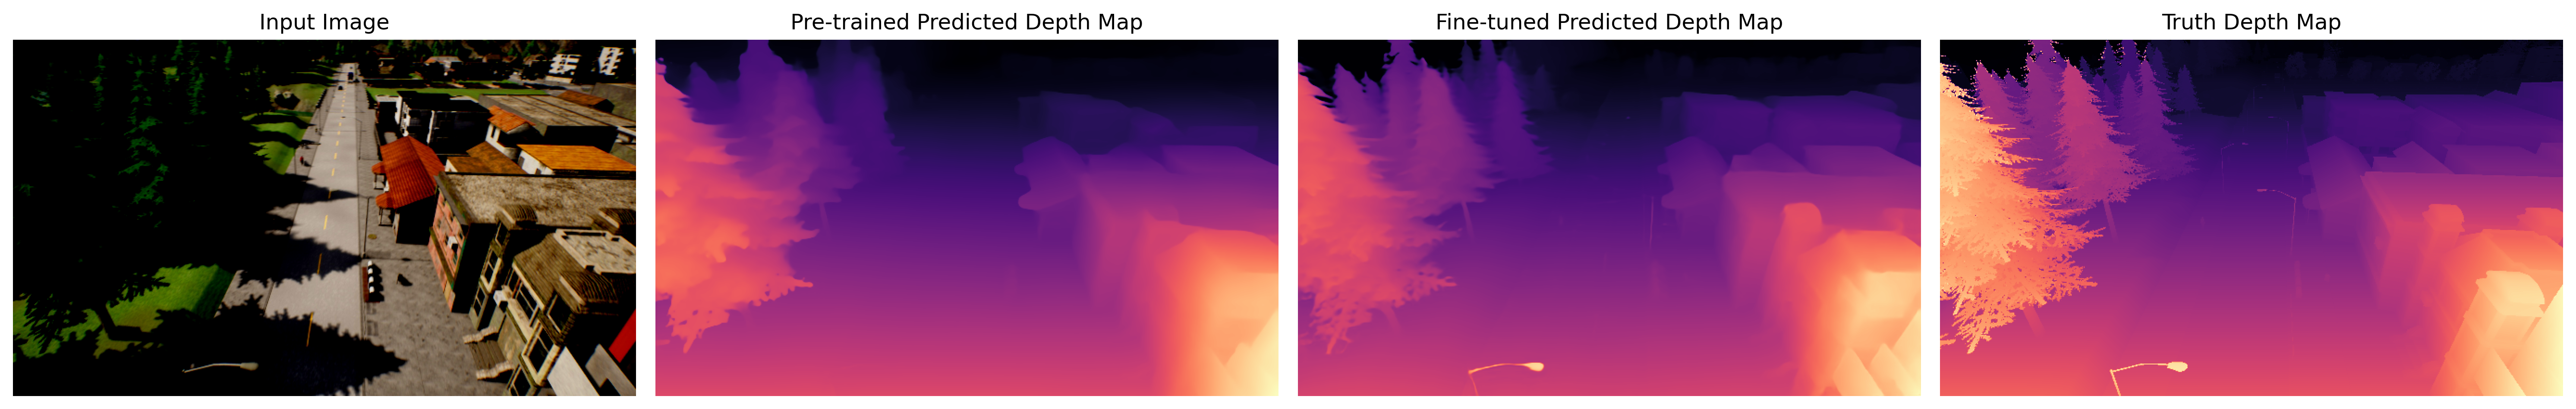 Input Image
Pre-trained Predicted Depth Map
Fine-tuned Predicted Depth Map
Truth Depth Map